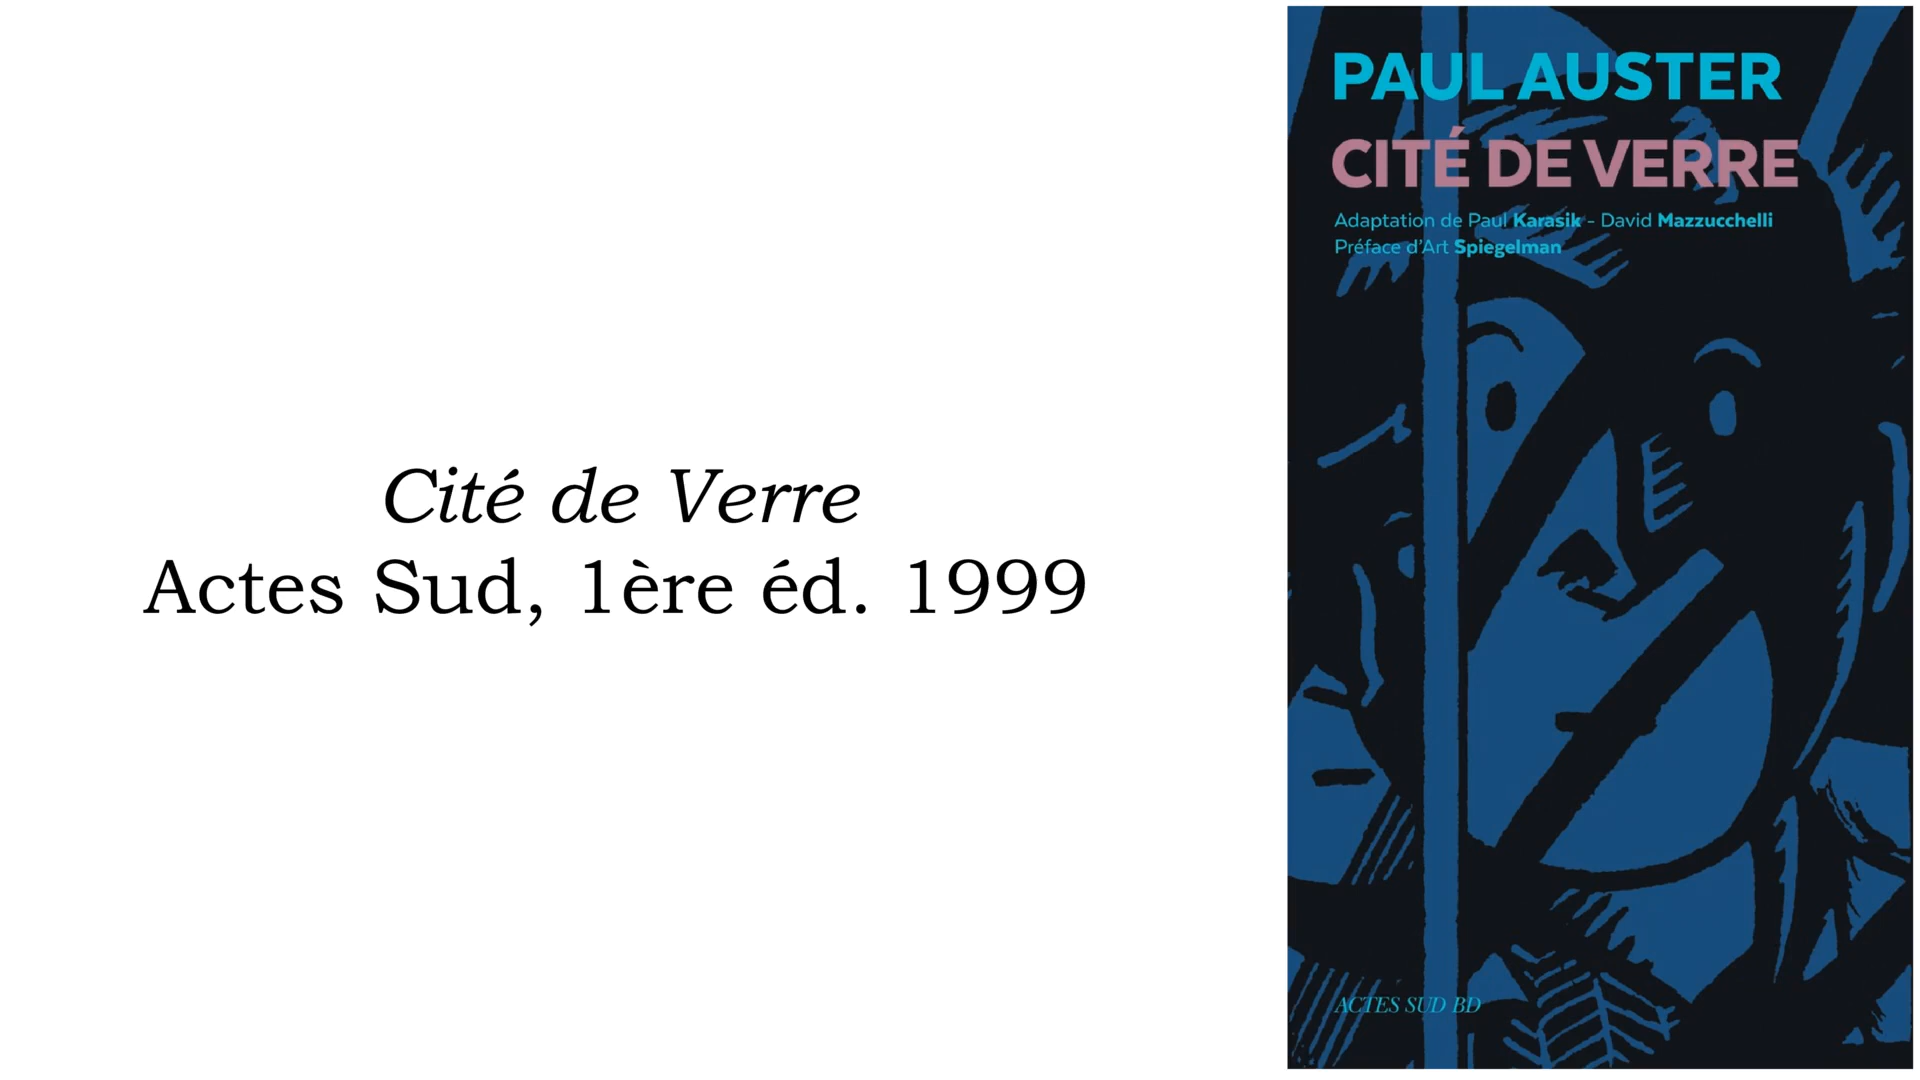 Cité de Verre
Actes Sud, 1ère éd. 1999
PAUL AUSTER
CITÉ DE VERRE
Adaptation de Paul Karasik - David Mazzucchelli
Préface d'Art Spiegelman
ACTES SUD BD